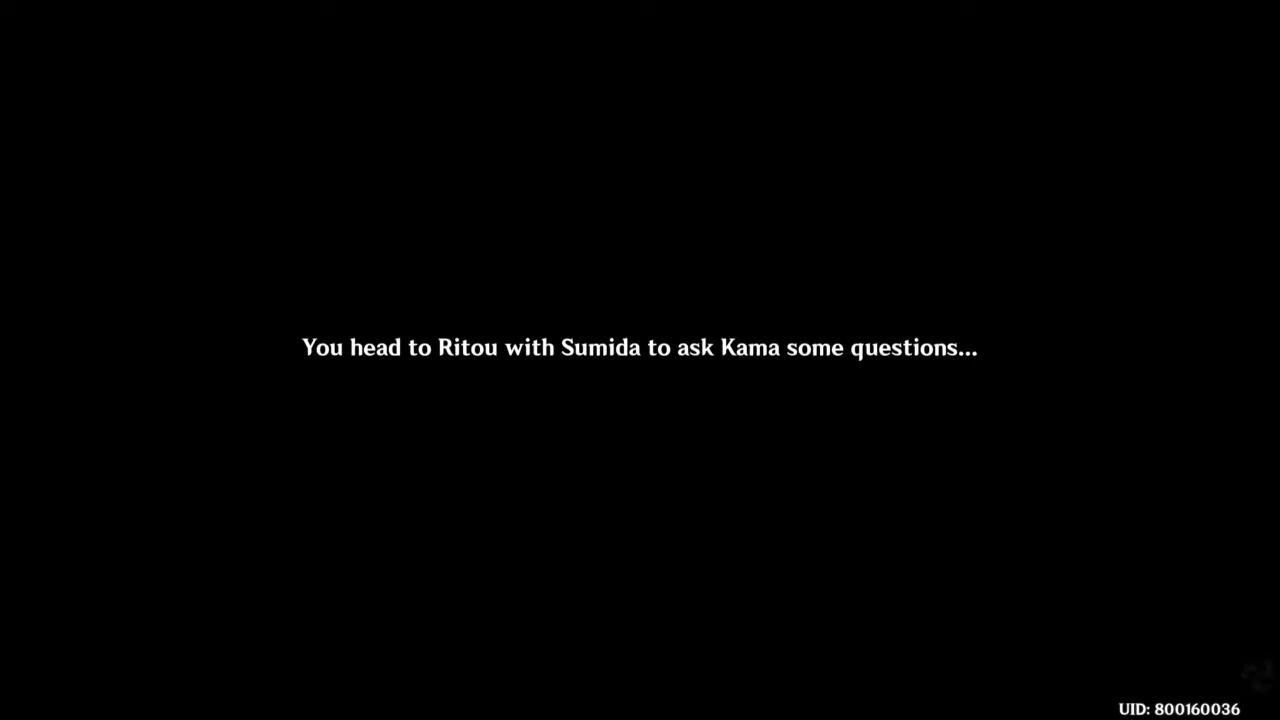 You head to Ritou with Sumida to ask Kama some questions...
UID: 800160036